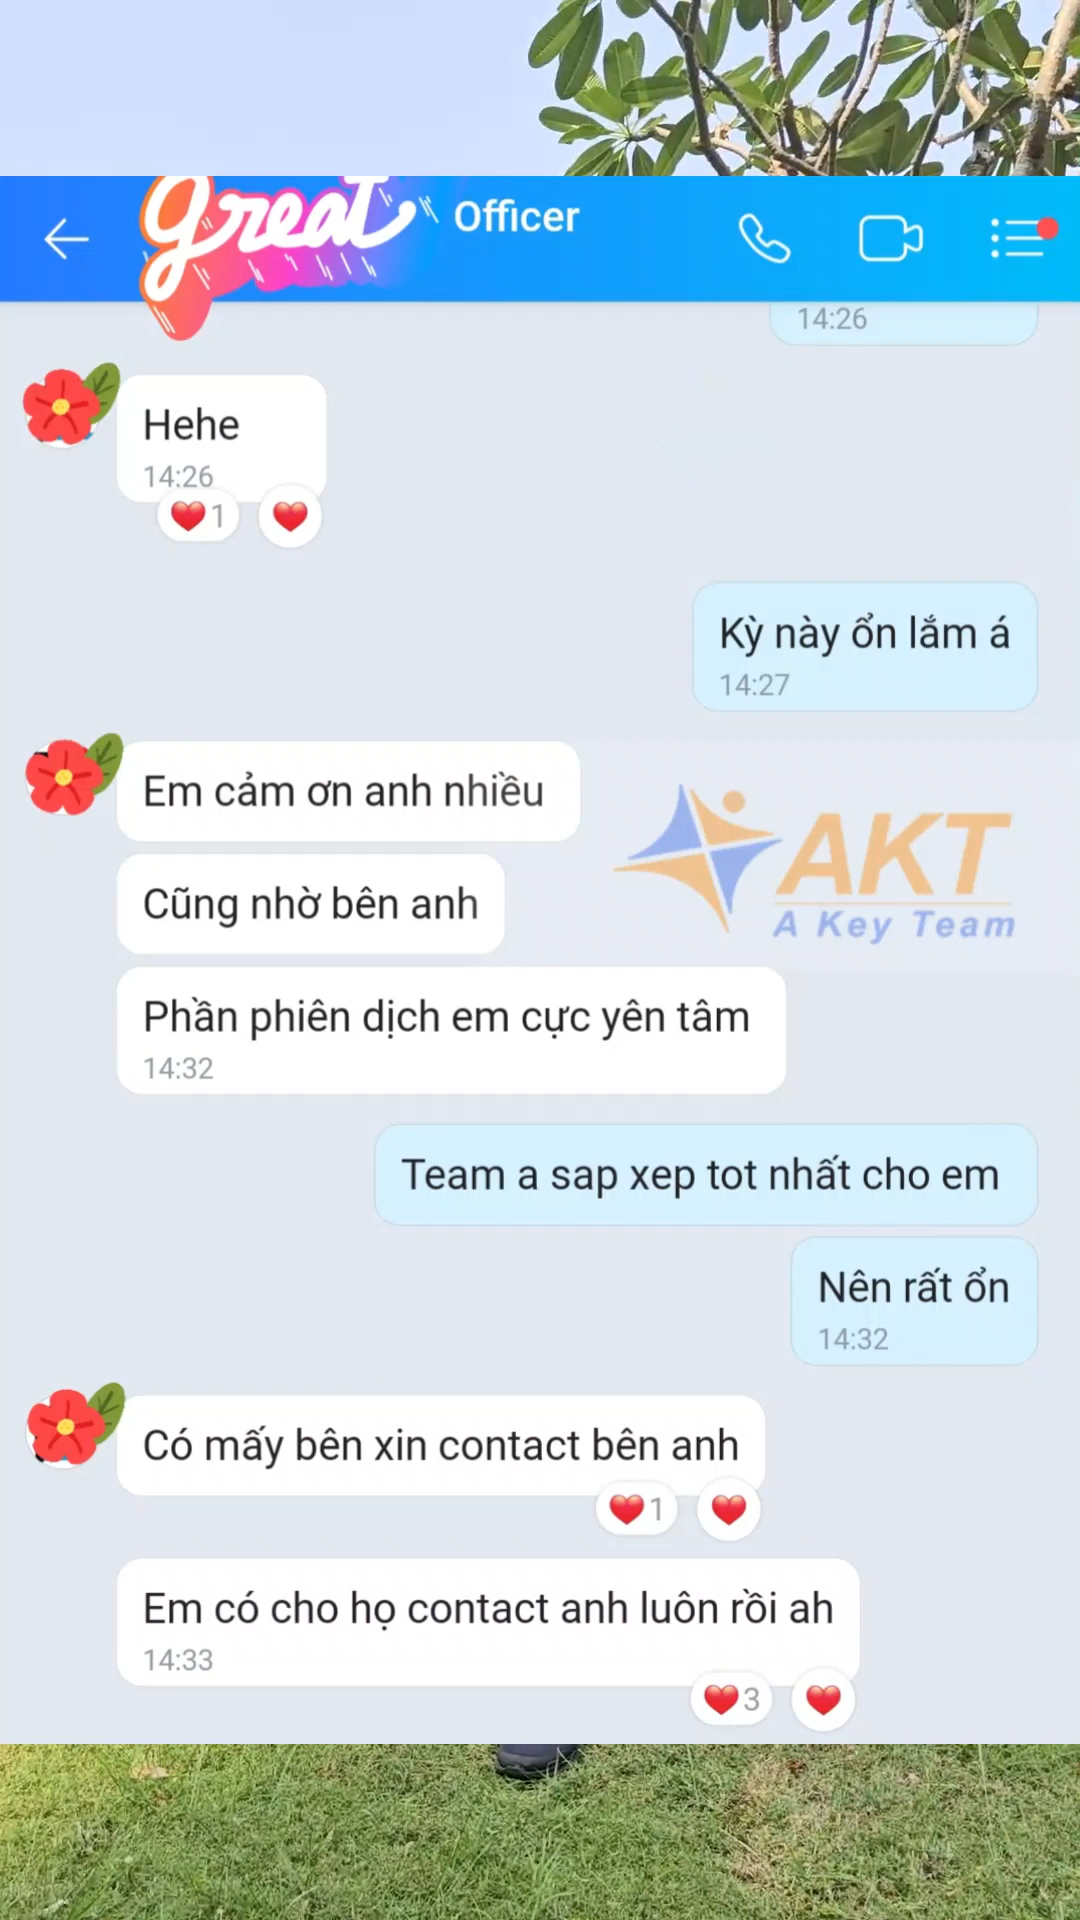 great
Officer
14:26
Hehe
14:26
1
Kỳ này ổn lắm á
14:27
Em cảm ơn anh nhiều
AKT
A Key Team
Cũng nhờ bên anh
Phần phiên dịch em cực yên tâm
14:32
Team a sap xep tot nhất cho em
Nên rất ổn
14:32
Có mấy bên xin contact bên anh
1
Em có cho họ contact anh luôn rồi ah
14:33
3